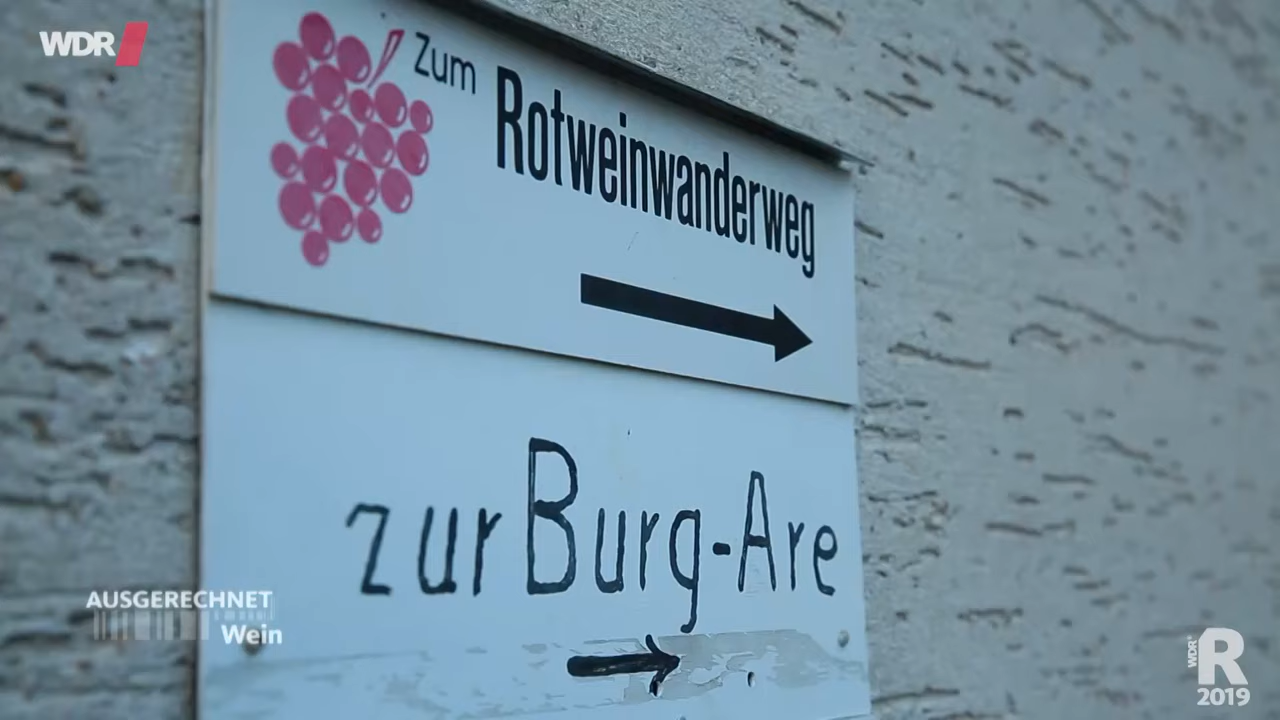 WDR
Zum
Rotweinwanderweg
zur Burg-Are
AUSGERECHNET
Wein
WDR®
R
2019